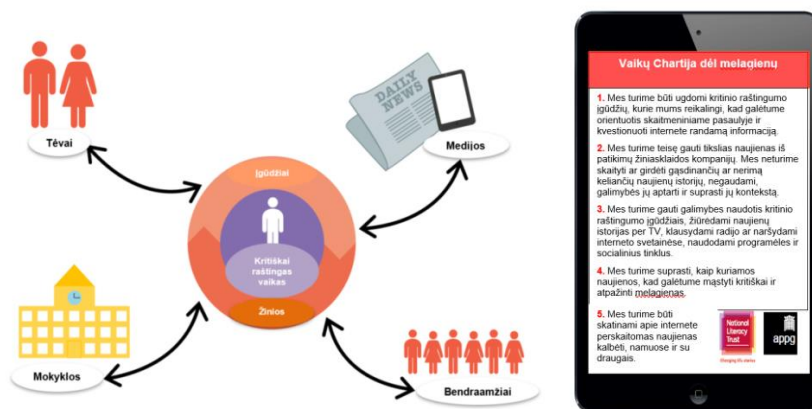 Tėvai
DAILY
NEWS
Medijos
Įgūdžiai
Kritiškai
raštingas
vaikas
Žinios
Mokyklos
Bendraamžiai
Vaikų Chartija dėl melagienų
1. Mes turime būti ugdomi kritinio raštingumo
įgūdžių, kurie mums reikalingi, kad galėtume
orientuotis skaitmeniniame pasaulyje ir
kvestionuoti internete randamą informaciją.
2. Mes turime teisę gauti tikslias naujienas iš
patikimų žiniasklaidos kompanijų. Mes neturime
skaityti ar girdėti gąsdinančių ar nerimą
keliančių naujienų istorijų, negaudami,
galimybės jų aptarti ir suprasti jų kontekstą.
3. Mes turime gauti galimybes naudotis kritinio
raštingumo įgūdžiais, žiūrėdami naujienų
istorijas per TV, klausydami radijo ar naršydami
interneto svetainėse, naudodami programėles ir
socialinius tinklus.
4. Mes turime suprasti, kaip kuriamos
naujienos, kad galėtume mąstyti kritiškai ir
atpažinti melagienas.
5. Mes turime būti
skatinami apie internete
perskaitomas naujienas
kalbėti, namuose ir su
draugais.
National
Literacy
Trust
Changing life stories
appg